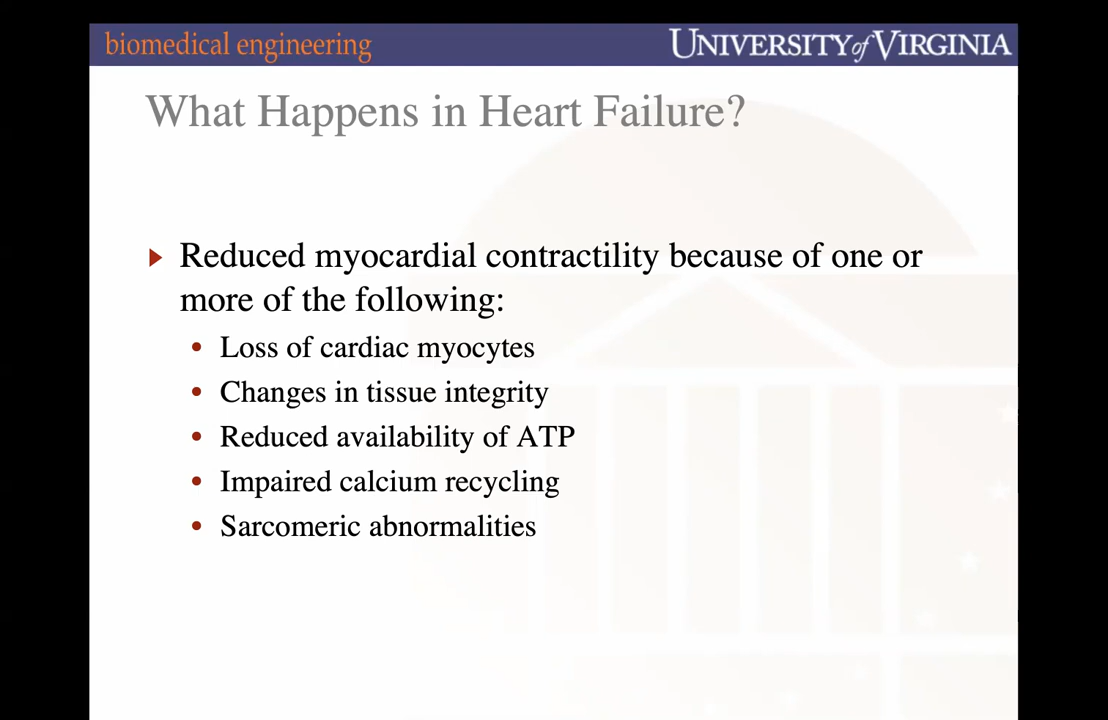 biomedical engineering
UNIVERSITY of VIRGINIA
What Happens in Heart Failure?
Reduced myocardial contractility because of one or
more of the following:
• Loss of cardiac myocytes
• Changes in tissue integrity
• Reduced availability of ATP
• Impaired calcium recycling
• Sarcomeric abnormalities